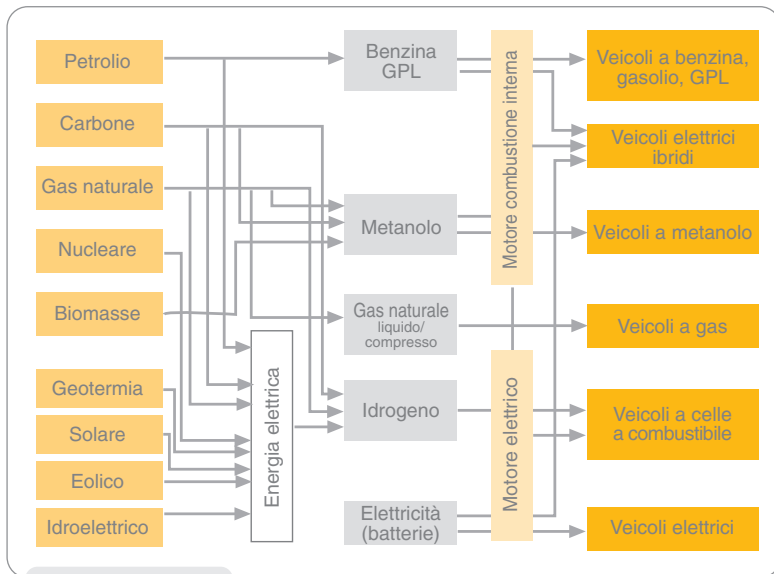 Petrolio
Carbone
Gas naturale
Nucleare
Biomasse
Geotermia
Solare
Eolico
Idroelettrico
Energia elettrica
Benzina
GPL
Metanolo
Gas naturale
liquido/
compresso
Idrogeno
Elettricità
(batterie)
Motore combustione interna
Motore elettrico
Veicoli a benzina,
gasolio, GPL
Veicoli elettrici
ibridi
Veicoli a metanolo
Veicoli a gas
Veicoli a celle
a combustibile
Veicoli elettrici